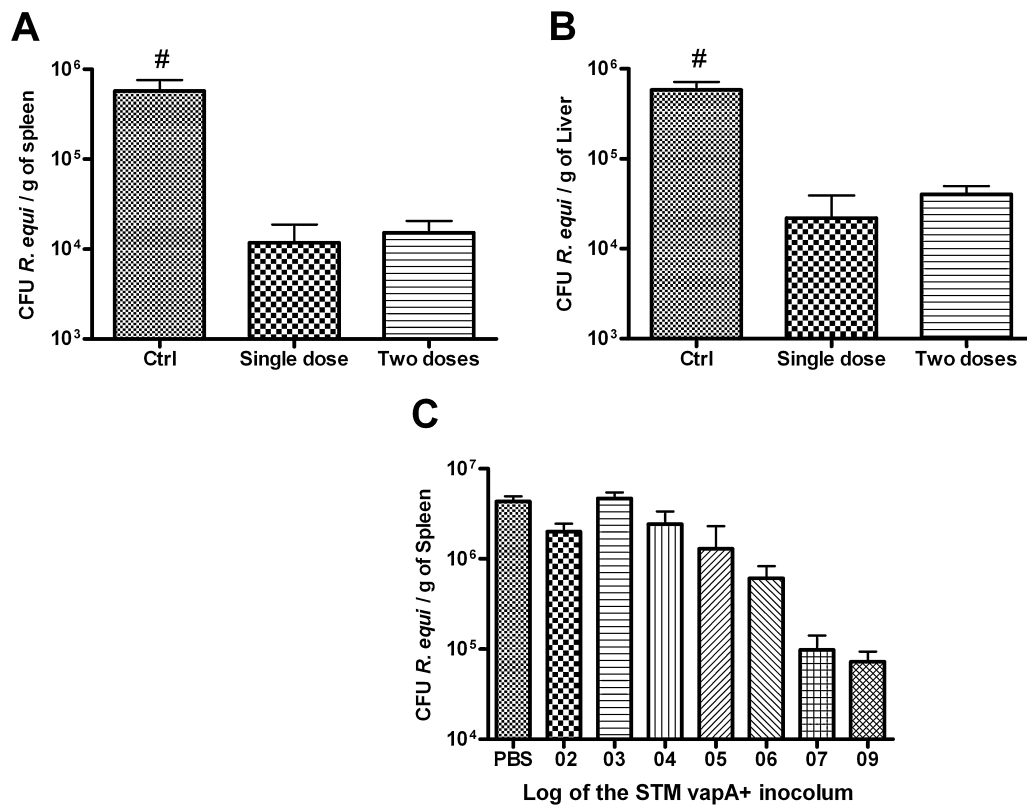 A
#
10⁶
10⁵
10⁴
10³
CFU R. equi / g of spleen
Ctrl Single dose Two doses
B
#
10⁶
10⁵
10⁴
10³
CFU R. equi / g of Liver
Ctrl Single dose Two doses
C
10⁷
10⁶
10⁵
10⁴
CFU R. equi / g of Spleen
PBS 02 03 04 05 06 07 09
Log of the STM vapA+ inocolum